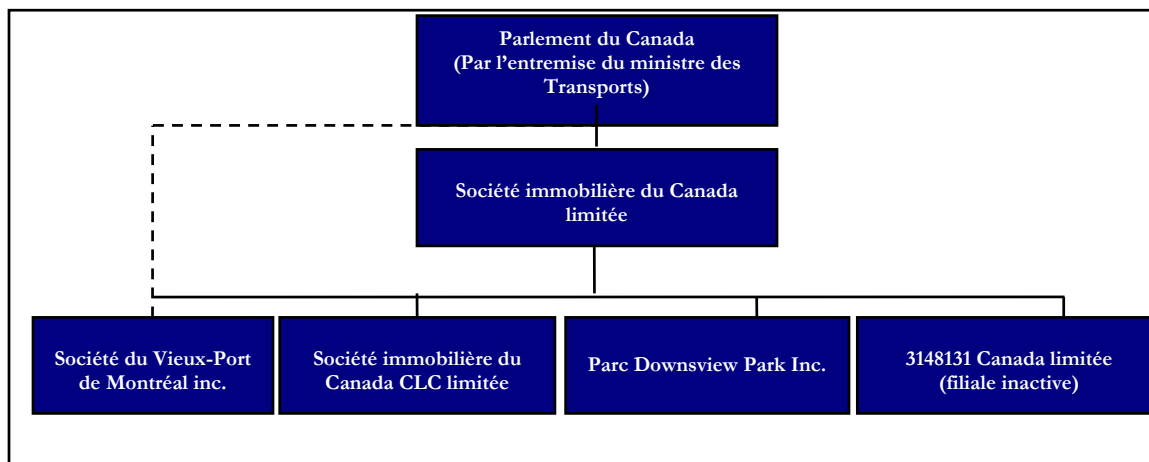 Parlement du Canada
(Par l'entremise du ministre des
Transports)
Société immobilière du Canada
limitée
Société du Vieux-Port
de Montréal inc.
Société immobilière du
Canada CLC limitée
Parc Downsview Park Inc.
3148131 Canada limitée
(filiale inactive)